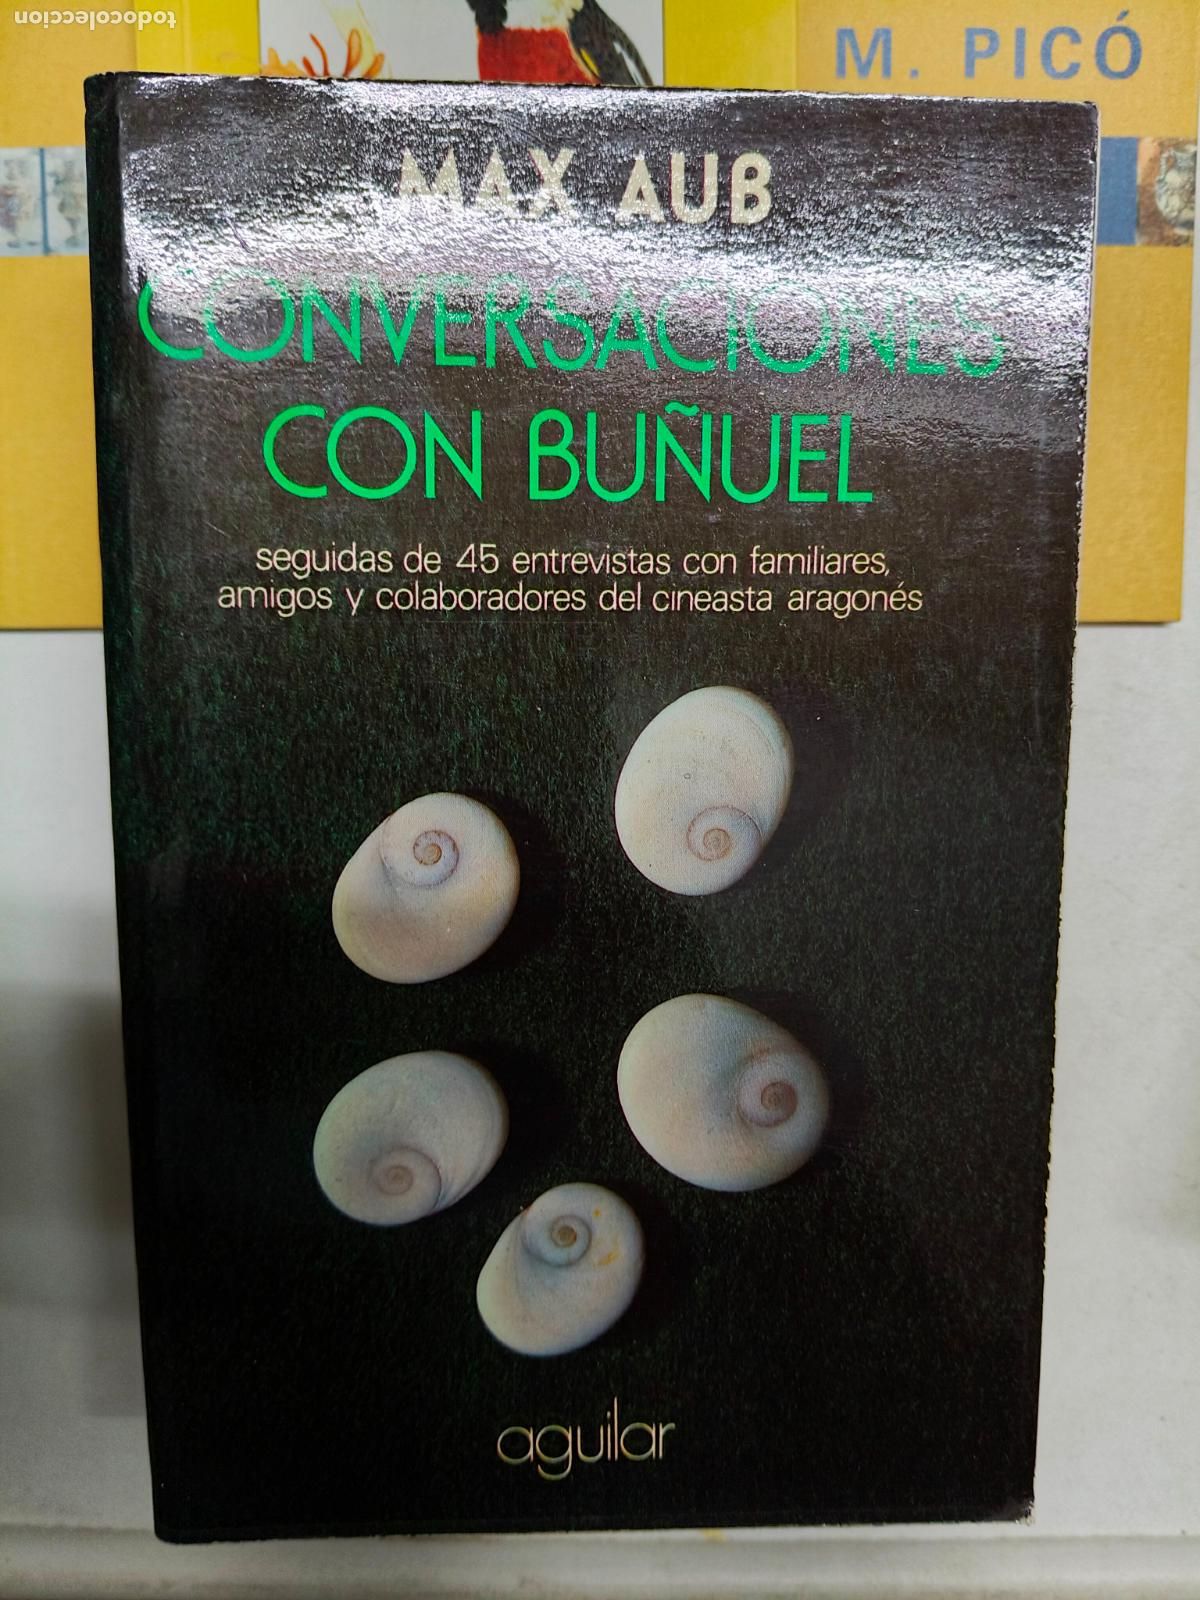 todocoleccion
M. PICÓ
MAX AUB
CONVERSACIONES
CON BUÑUEL
seguidas de 45 entrevistas con familiares,
amigos y colaboradores del cineasta aragonés
aguilar